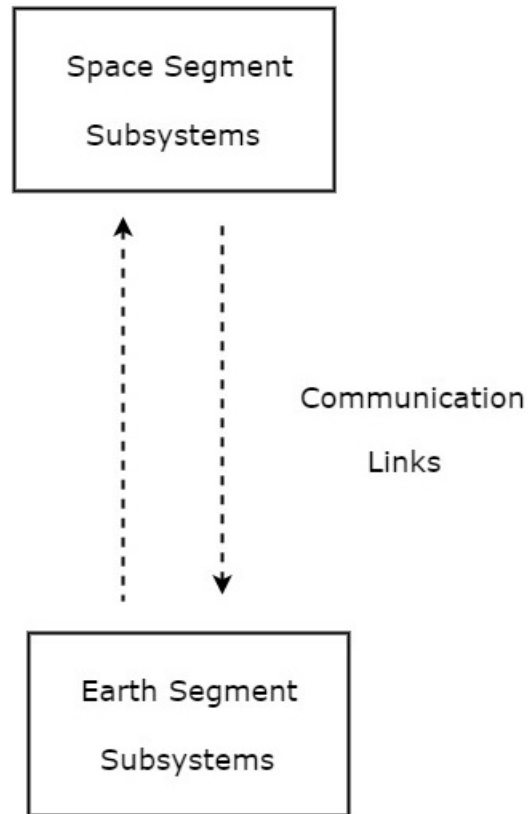 Space Segment
Subsystems
Communication
Links
Earth Segment
Subsystems